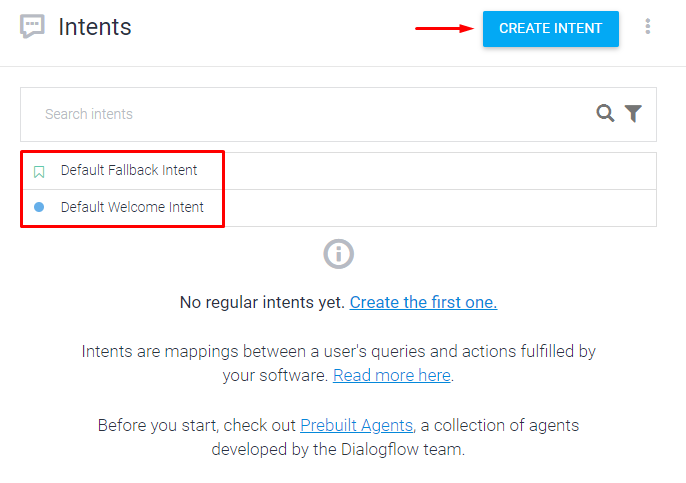 Intents
CREATE INTENT
Search intents
Default Fallback Intent
Default Welcome Intent
No regular intents yet. Create the first one.
Intents are mappings between a user's queries and actions fulfilled by
your software. Read more here.
Before you start, check out Prebuilt Agents, a collection of agents
developed by the Dialogflow team.